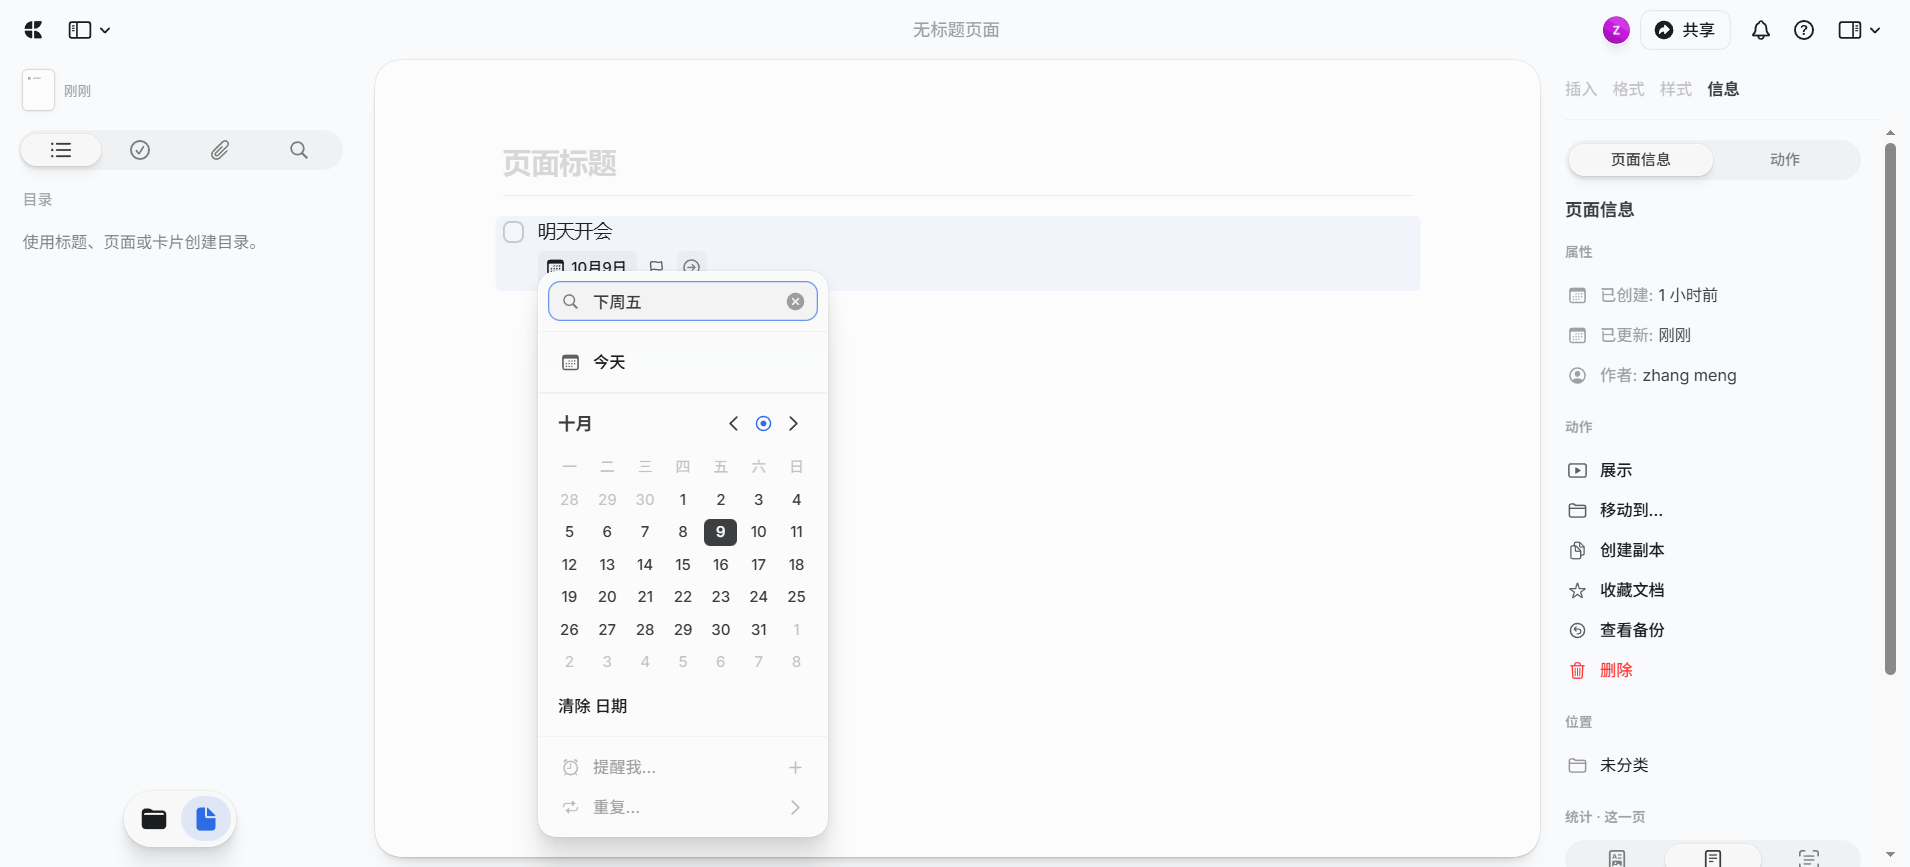 无标题页面
Z
共享
刚刚
目录
使用标题、页面或卡片创建目录。
页面标题
明天开会
10月9日
下周五
今天
十月
一 二 三 四 五 六 日
28 29 30 1 2 3 4
5 6 7 8 9 10 11
12 13 14 15 16 17 18
19 20 21 22 23 24 25
26 27 28 29 30 31 1
2 3 4 5 6 7 8
清除 日期
提醒我...
重复...
插入 格式 样式 信息
页面信息 动作
页面信息
属性
已创建: 1 小时前
已更新: 刚刚
作者: zhang meng
动作
展示
移动到...
创建副本
收藏文档
查看备份
删除
位置
未分类
统计 · 这一页